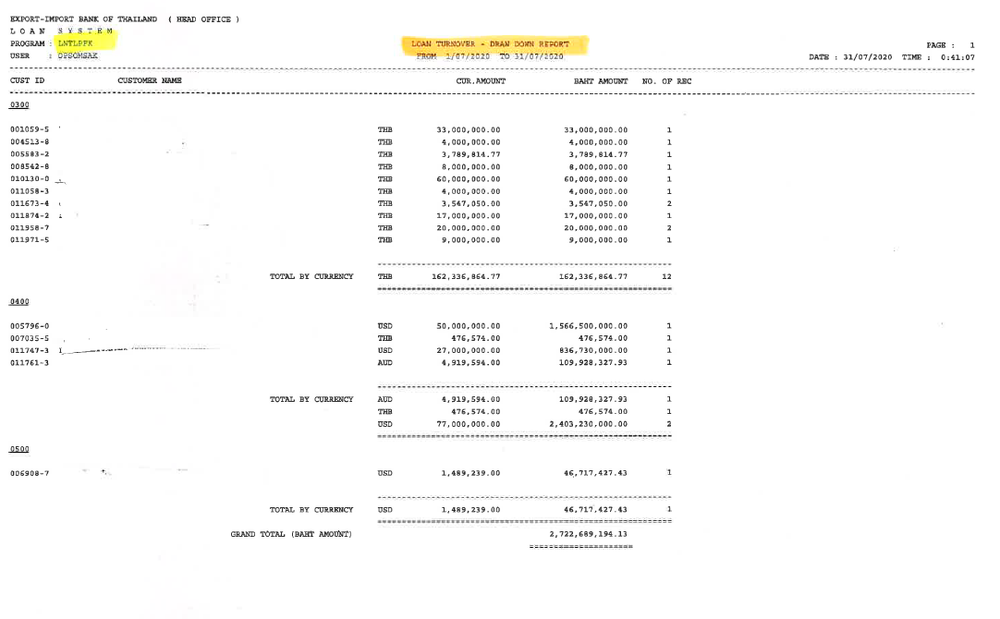 EXPORT-IMPORT BANK OF THAILAND ( HEAD OFFICE )
L O A N S Y S T E M
PROGRAM : LNTLPFK LOAN TURNOVER - DRAW DOWN REPORT PAGE : 1
USER : OPSOMSAK FROM 1/07/2020 TO 31/07/2020 DATE : 31/07/2020 TIME : 0:41:07
CUST ID CUSTOMER NAME CUR.AMOUNT BAHT AMOUNT NO. OF REC
0300
001059-5 THB 33,000,000.00 33,000,000.00 1
004513-8 THB 4,000,000.00 4,000,000.00 1
005583-2 THB 3,789,814.77 3,789,814.77 1
008542-8 THB 8,000,000.00 8,000,000.00 1
010130-0 THB 60,000,000.00 60,000,000.00 1
011058-3 THB 4,000,000.00 4,000,000.00 1
011673-4 THB 3,547,050.00 3,547,050.00 2
011874-2 THB 17,000,000.00 17,000,000.00 1
011958-7 THB 20,000,000.00 20,000,000.00 2
011971-5 THB 9,000,000.00 9,000,000.00 1
TOTAL BY CURRENCY THB 162,336,864.77 162,336,864.77 12
0400
005796-0 USD 50,000,000.00 1,566,500,000.00 1
007035-5 THB 476,574.00 476,574.00 1
011747-3 USD 27,000,000.00 836,730,000.00 1
011761-3 AUD 4,919,594.00 109,928,327.93 1
TOTAL BY CURRENCY AUD 4,919,594.00 109,928,327.93 1
THB 476,574.00 476,574.00 1
USD 77,000,000.00 2,403,230,000.00 2
0500
006908-7 USD 1,489,239.00 46,717,427.43 1
TOTAL BY CURRENCY USD 1,489,239.00 46,717,427.43 1
GRAND TOTAL (BAHT AMOUNT) 2,722,689,194.13